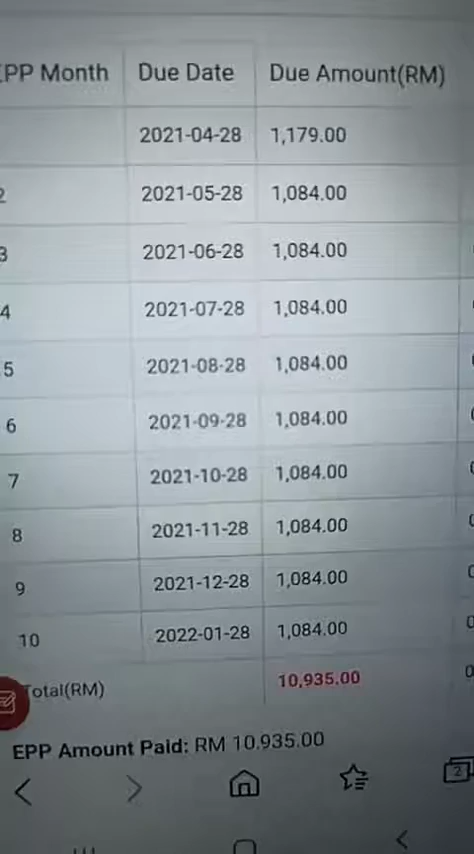 EPP Month Due Date Due Amount(RM)
2021-04-28 1,179.00
2 2021-05-28 1,084.00
3 2021-06-28 1,084.00
4 2021-07-28 1,084.00
5 2021-08-28 1,084.00
6 2021-09-28 1,084.00
7 2021-10-28 1,084.00
8 2021-11-28 1,084.00
9 2021-12-28 1,084.00
10 2022-01-28 1,084.00
Total(RM) 10,935.00
EPP Amount Paid: RM 10.935.00
2